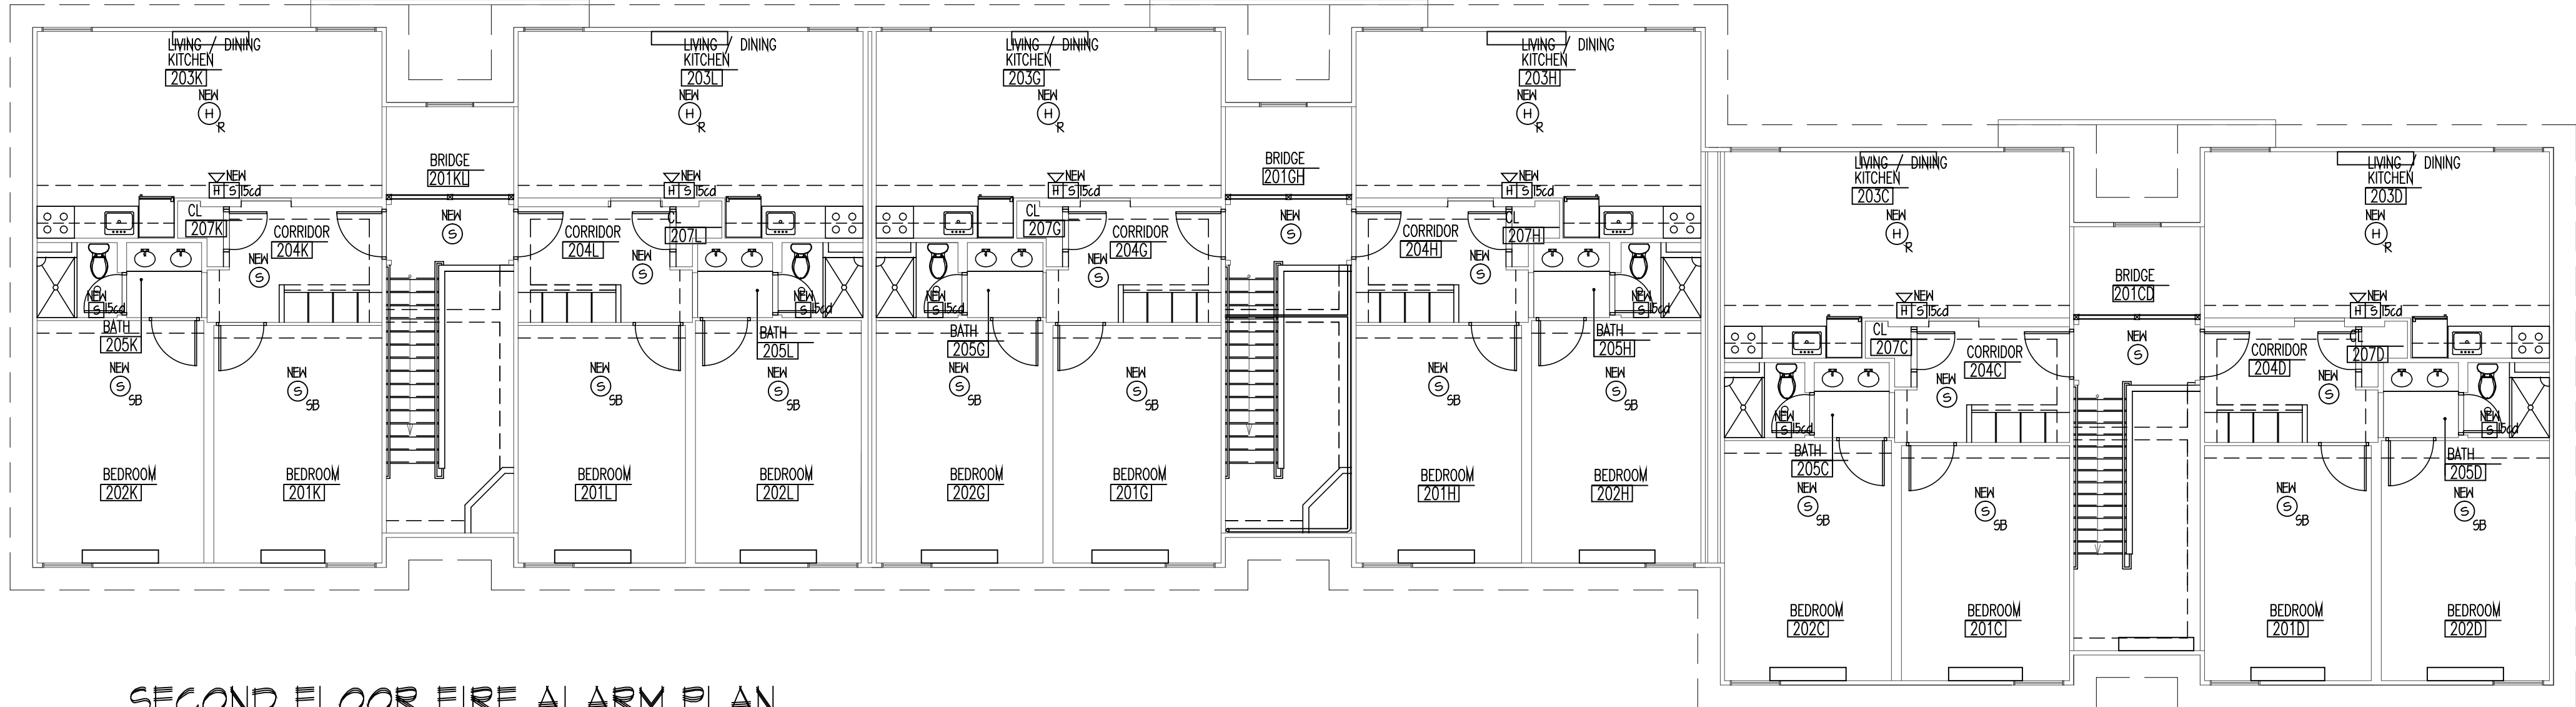 LIVING / DINING
KITCHEN
203K
NEW
H
R
NEW
H S 15cd
CL
207K
CORRIDOR
204K
NEW
S
NEW
S 15cd
BATH
205K
NEW
S
SB
NEW
S
SB
BEDROOM
202K
BEDROOM
201K
BRIDGE
201KL
NEW
S
LIVING / DINING
KITCHEN
203L
NEW
H
R
NEW
H S 15cd
CL
207L
CORRIDOR
204L
NEW
S
NEW
S 15cd
BATH
205L
NEW
S
SB
NEW
S
SB
BEDROOM
201L
BEDROOM
202L
LIVING / DINING
KITCHEN
203G
NEW
H
R
NEW
H S 15cd
CL
207G
CORRIDOR
204G
NEW
S
NEW
S 15cd
BATH
205G
NEW
S
SB
NEW
S
SB
BEDROOM
202G
BEDROOM
201G
BRIDGE
201GH
NEW
S
LIVING / DINING
KITCHEN
203H
NEW
H
R
NEW
H S 15cd
CL
207H
CORRIDOR
204H
NEW
S
NEW
S 15cd
BATH
205H
NEW
S
SB
NEW
S
SB
BEDROOM
201H
BEDROOM
202H
LIVING / DINING
KITCHEN
203C
NEW
H
R
NEW
H S 15cd
CL
207C
CORRIDOR
204C
NEW
S
NEW
S 15cd
BATH
205C
NEW
S
SB
NEW
S
SB
BEDROOM
202C
BEDROOM
201C
BRIDGE
201CD
NEW
S
LIVING / DINING
KITCHEN
203D
NEW
H
R
NEW
H S 15cd
CL
207D
CORRIDOR
204D
NEW
S
NEW
S 15cd
BATH
205D
NEW
S
SB
NEW
S
SB
BEDROOM
201D
BEDROOM
202D
SECOND FLOOR FIRE ALARM PLAN